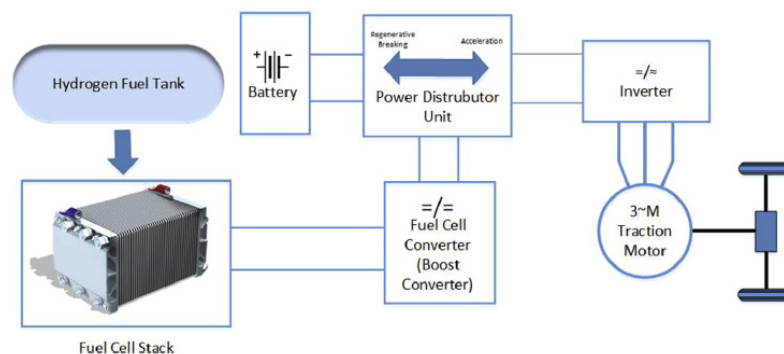 Hydrogen Fuel Tank
+ −
Battery
Regenerative
Breaking
Acceleration
Power Distrubutor
Unit
=/≈
Inverter
=/=
Fuel Cell
Converter
(Boost
Converter)
3~M
Traction
Motor
Fuel Cell Stack